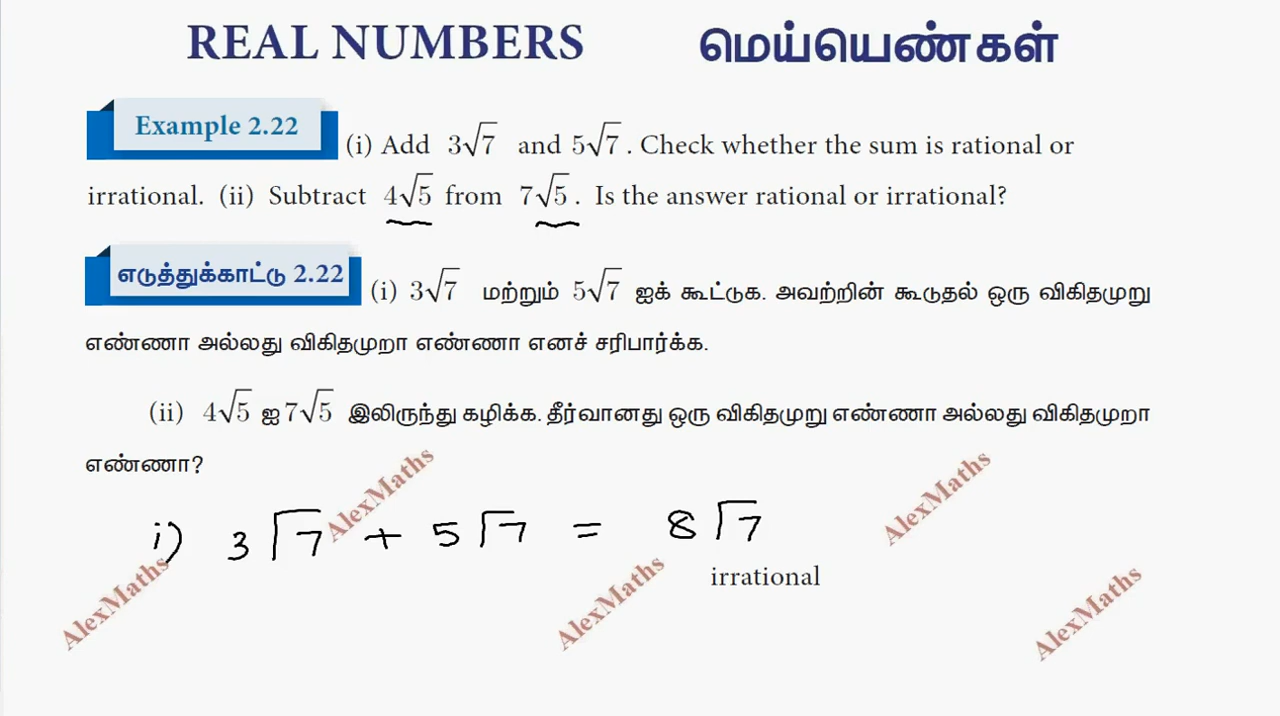 REAL NUMBERS மெய்யெண்கள்
Example 2.22 (i) Add 3√7 and 5√7. Check whether the sum is rational or
irrational. (ii) Subtract 4√5 from 7√5. Is the answer rational or irrational?
எடுத்துக்காட்டு 2.22 (i) 3√7 மற்றும் 5√7 ஐக் கூட்டுக. அவற்றின் கூடுதல் ஒரு விகிதமுறு
எண்ணா அல்லது விகிதமுறா எண்ணா எனச் சரிபார்க்க.
(ii) 4√5 ஐ 7√5 இலிருந்து கழிக்க. தீர்வானது ஒரு விகிதமுறு எண்ணா அல்லது விகிதமுறா
எண்ணா?
AlexMaths
AlexMaths
i) 3√7 + 5√7 = 8√7
irrational
AlexMaths
AlexMaths
AlexMaths